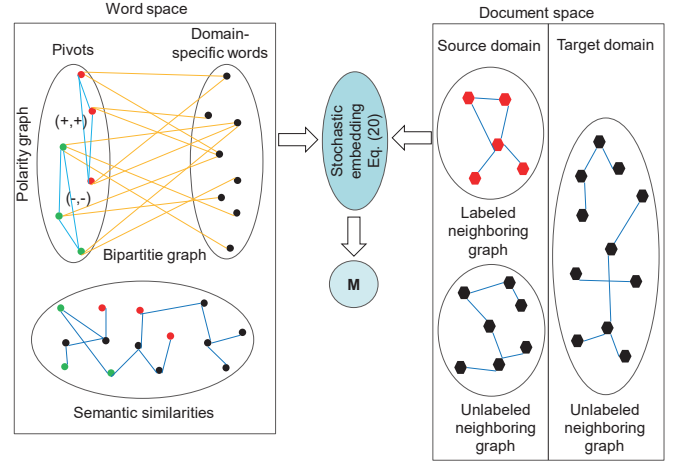 Word space
Pivots
Domain-
specific words
Polarity graph
(+,+)
(-,-)
Bipartitie graph
Semantic similarities
Stochastic
embedding
Eq. (20)
M
Document space
Source domain
Target domain
Labeled
neighboring
graph
Unlabeled
neighboring
graph
Unlabeled
neighboring
graph